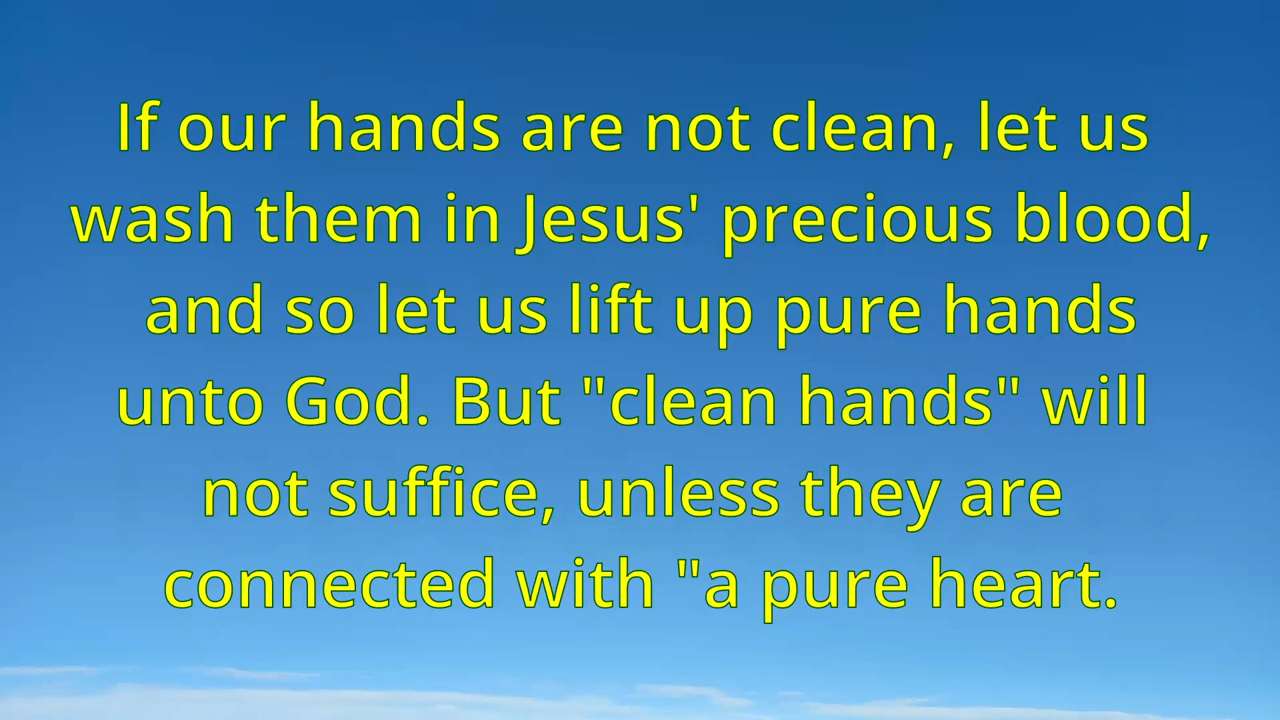 If our hands are not clean, let us
wash them in Jesus' precious blood,
and so let us lift up pure hands
unto God. But "clean hands" will
not suffice, unless they are
connected with "a pure heart.